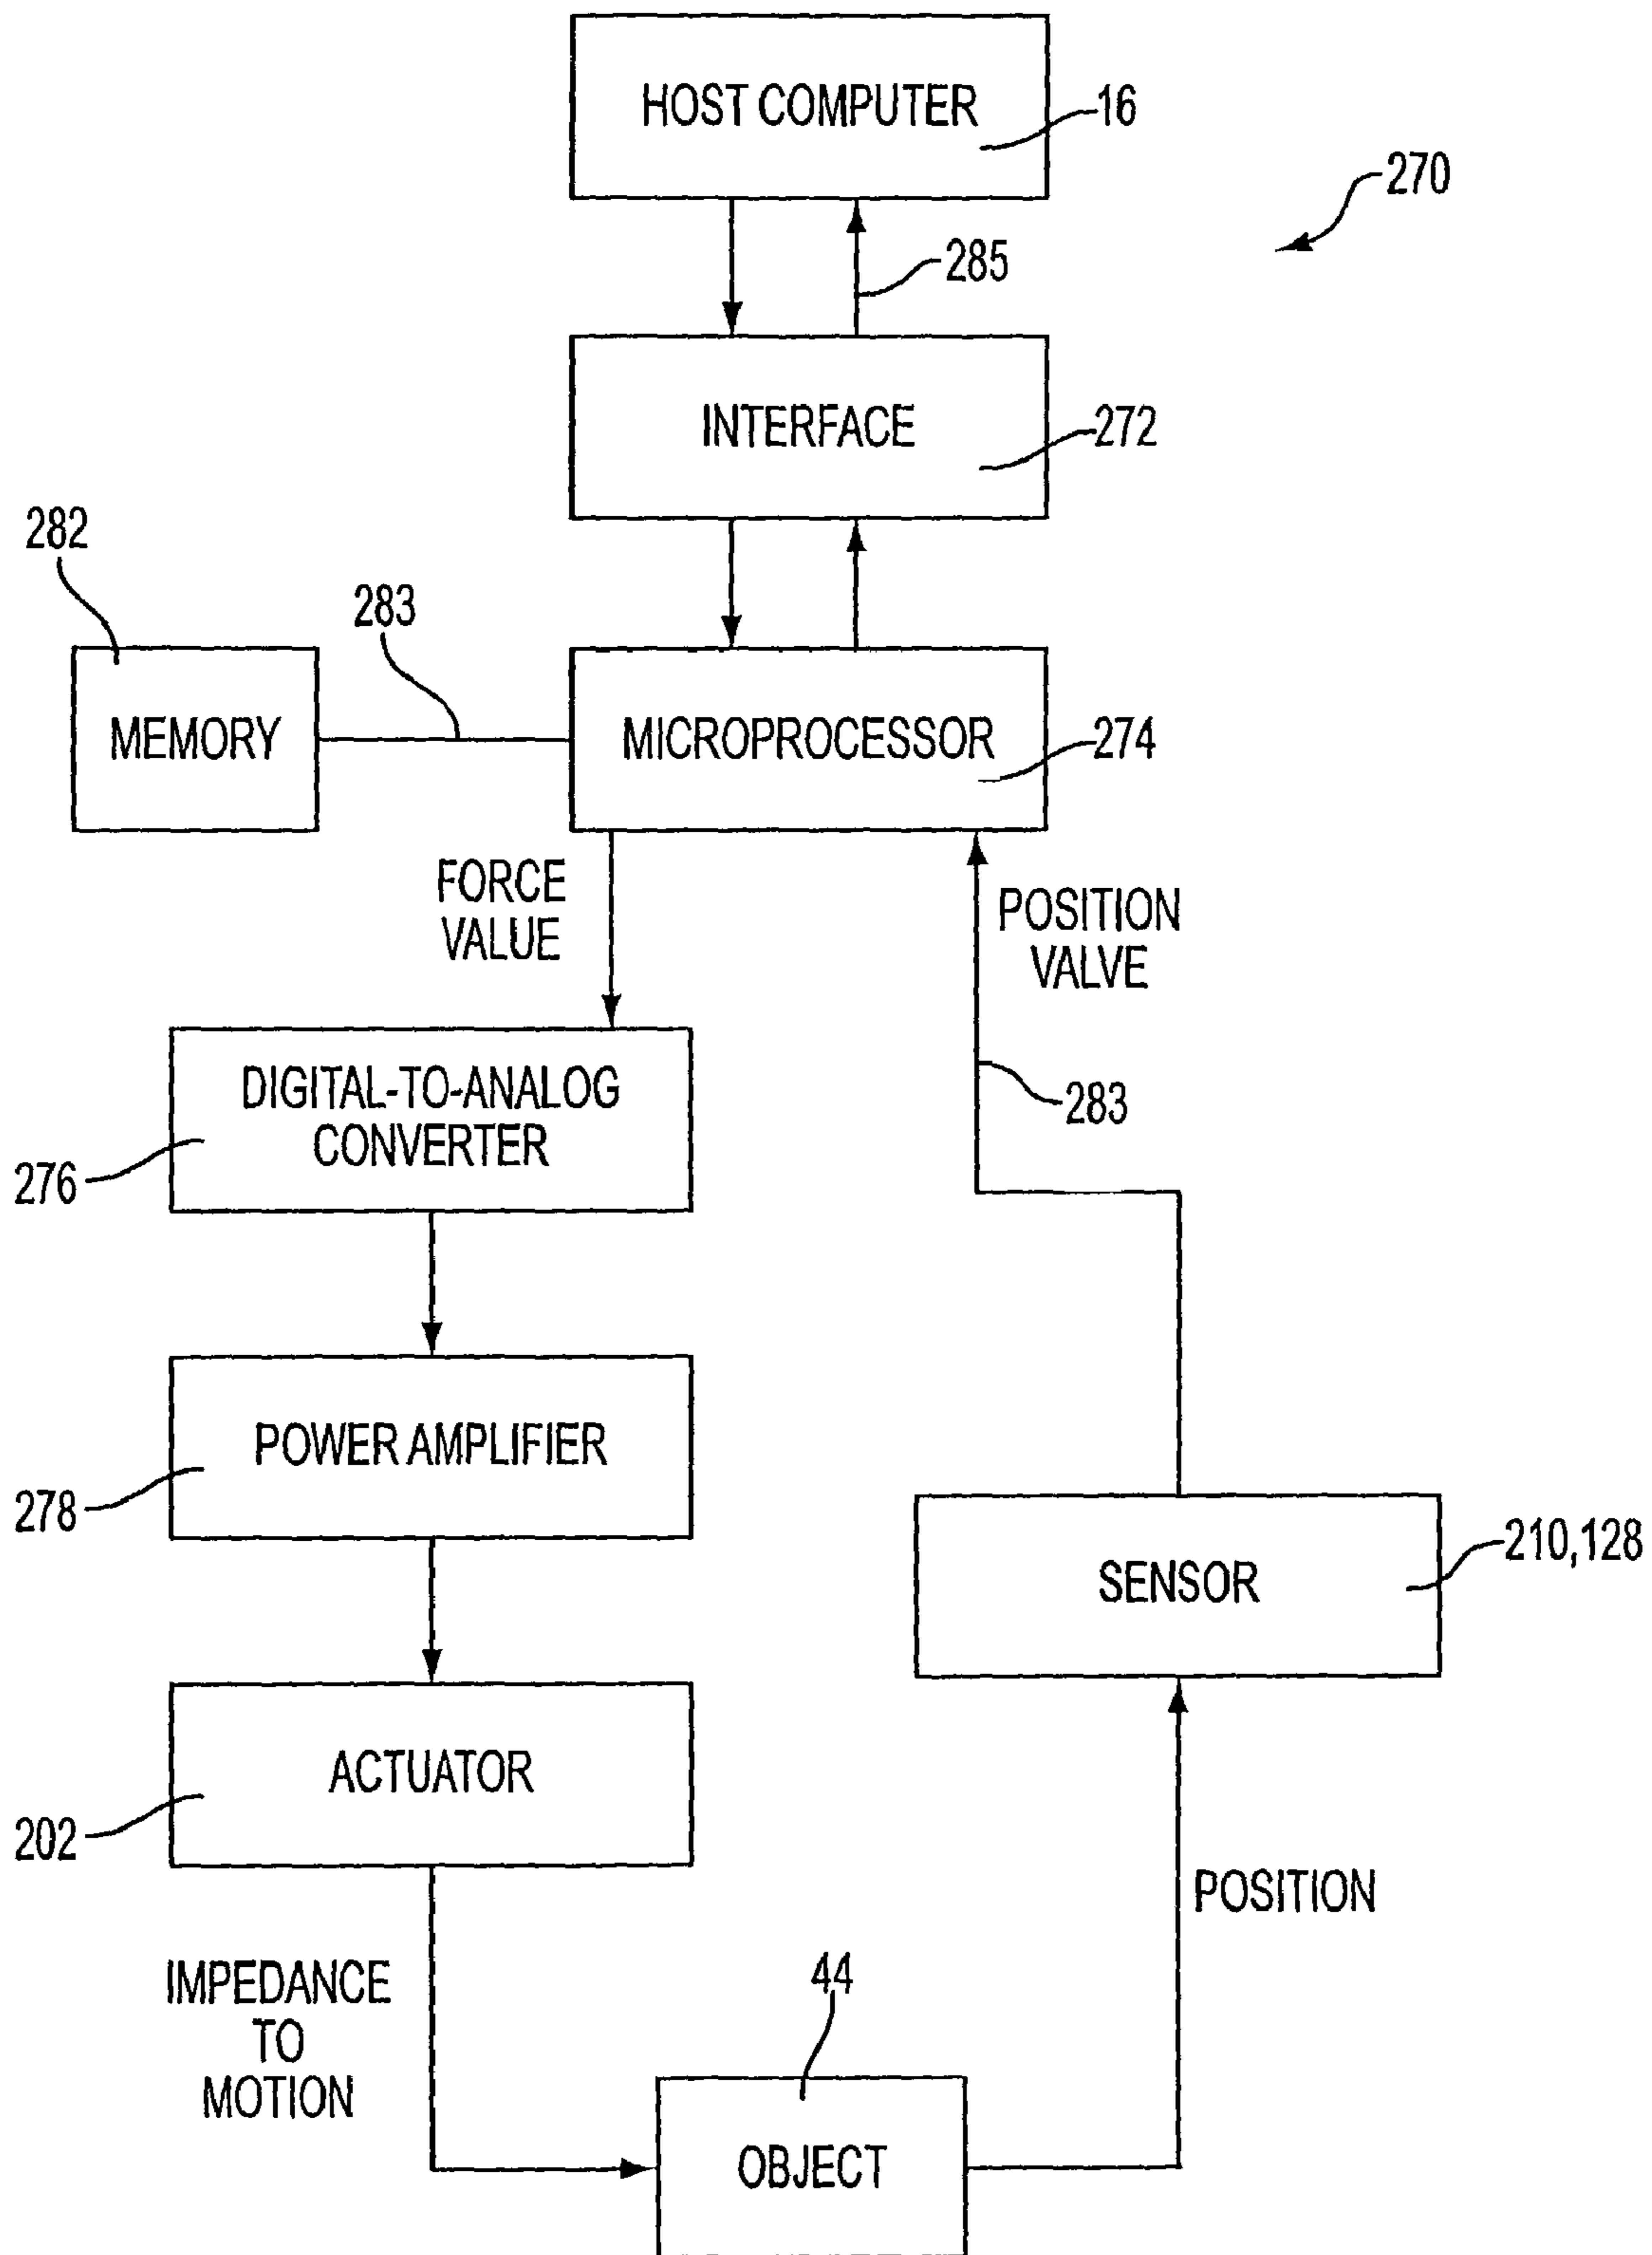 HOST COMPUTER
16
270
285
INTERFACE
272
282
283
MEMORY
MICROPROCESSOR
274
FORCE
VALUE
POSITION
VALVE
283
DIGITAL-TO-ANALOG
CONVERTER
276
POWER AMPLIFIER
278
SENSOR
210,128
ACTUATOR
202
POSITION
IMPEDANCE
TO
MOTION
44
OBJECT